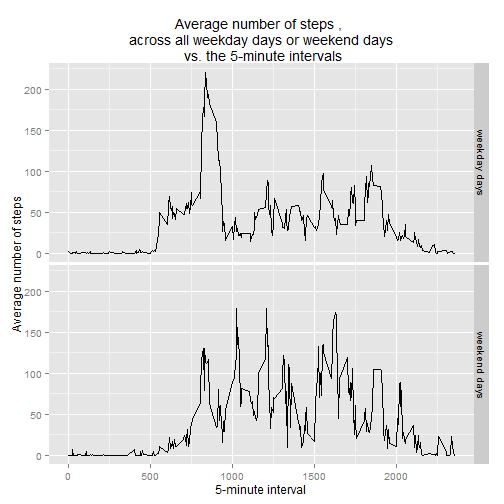 Average number of steps ,
across all weekday days or weekend days
vs. the 5-minute intervals
Average number of steps
200
150
100
50
0
weekday days
200
150
100
50
0
weekend days
0
500
1000
1500
2000
5-minute interval